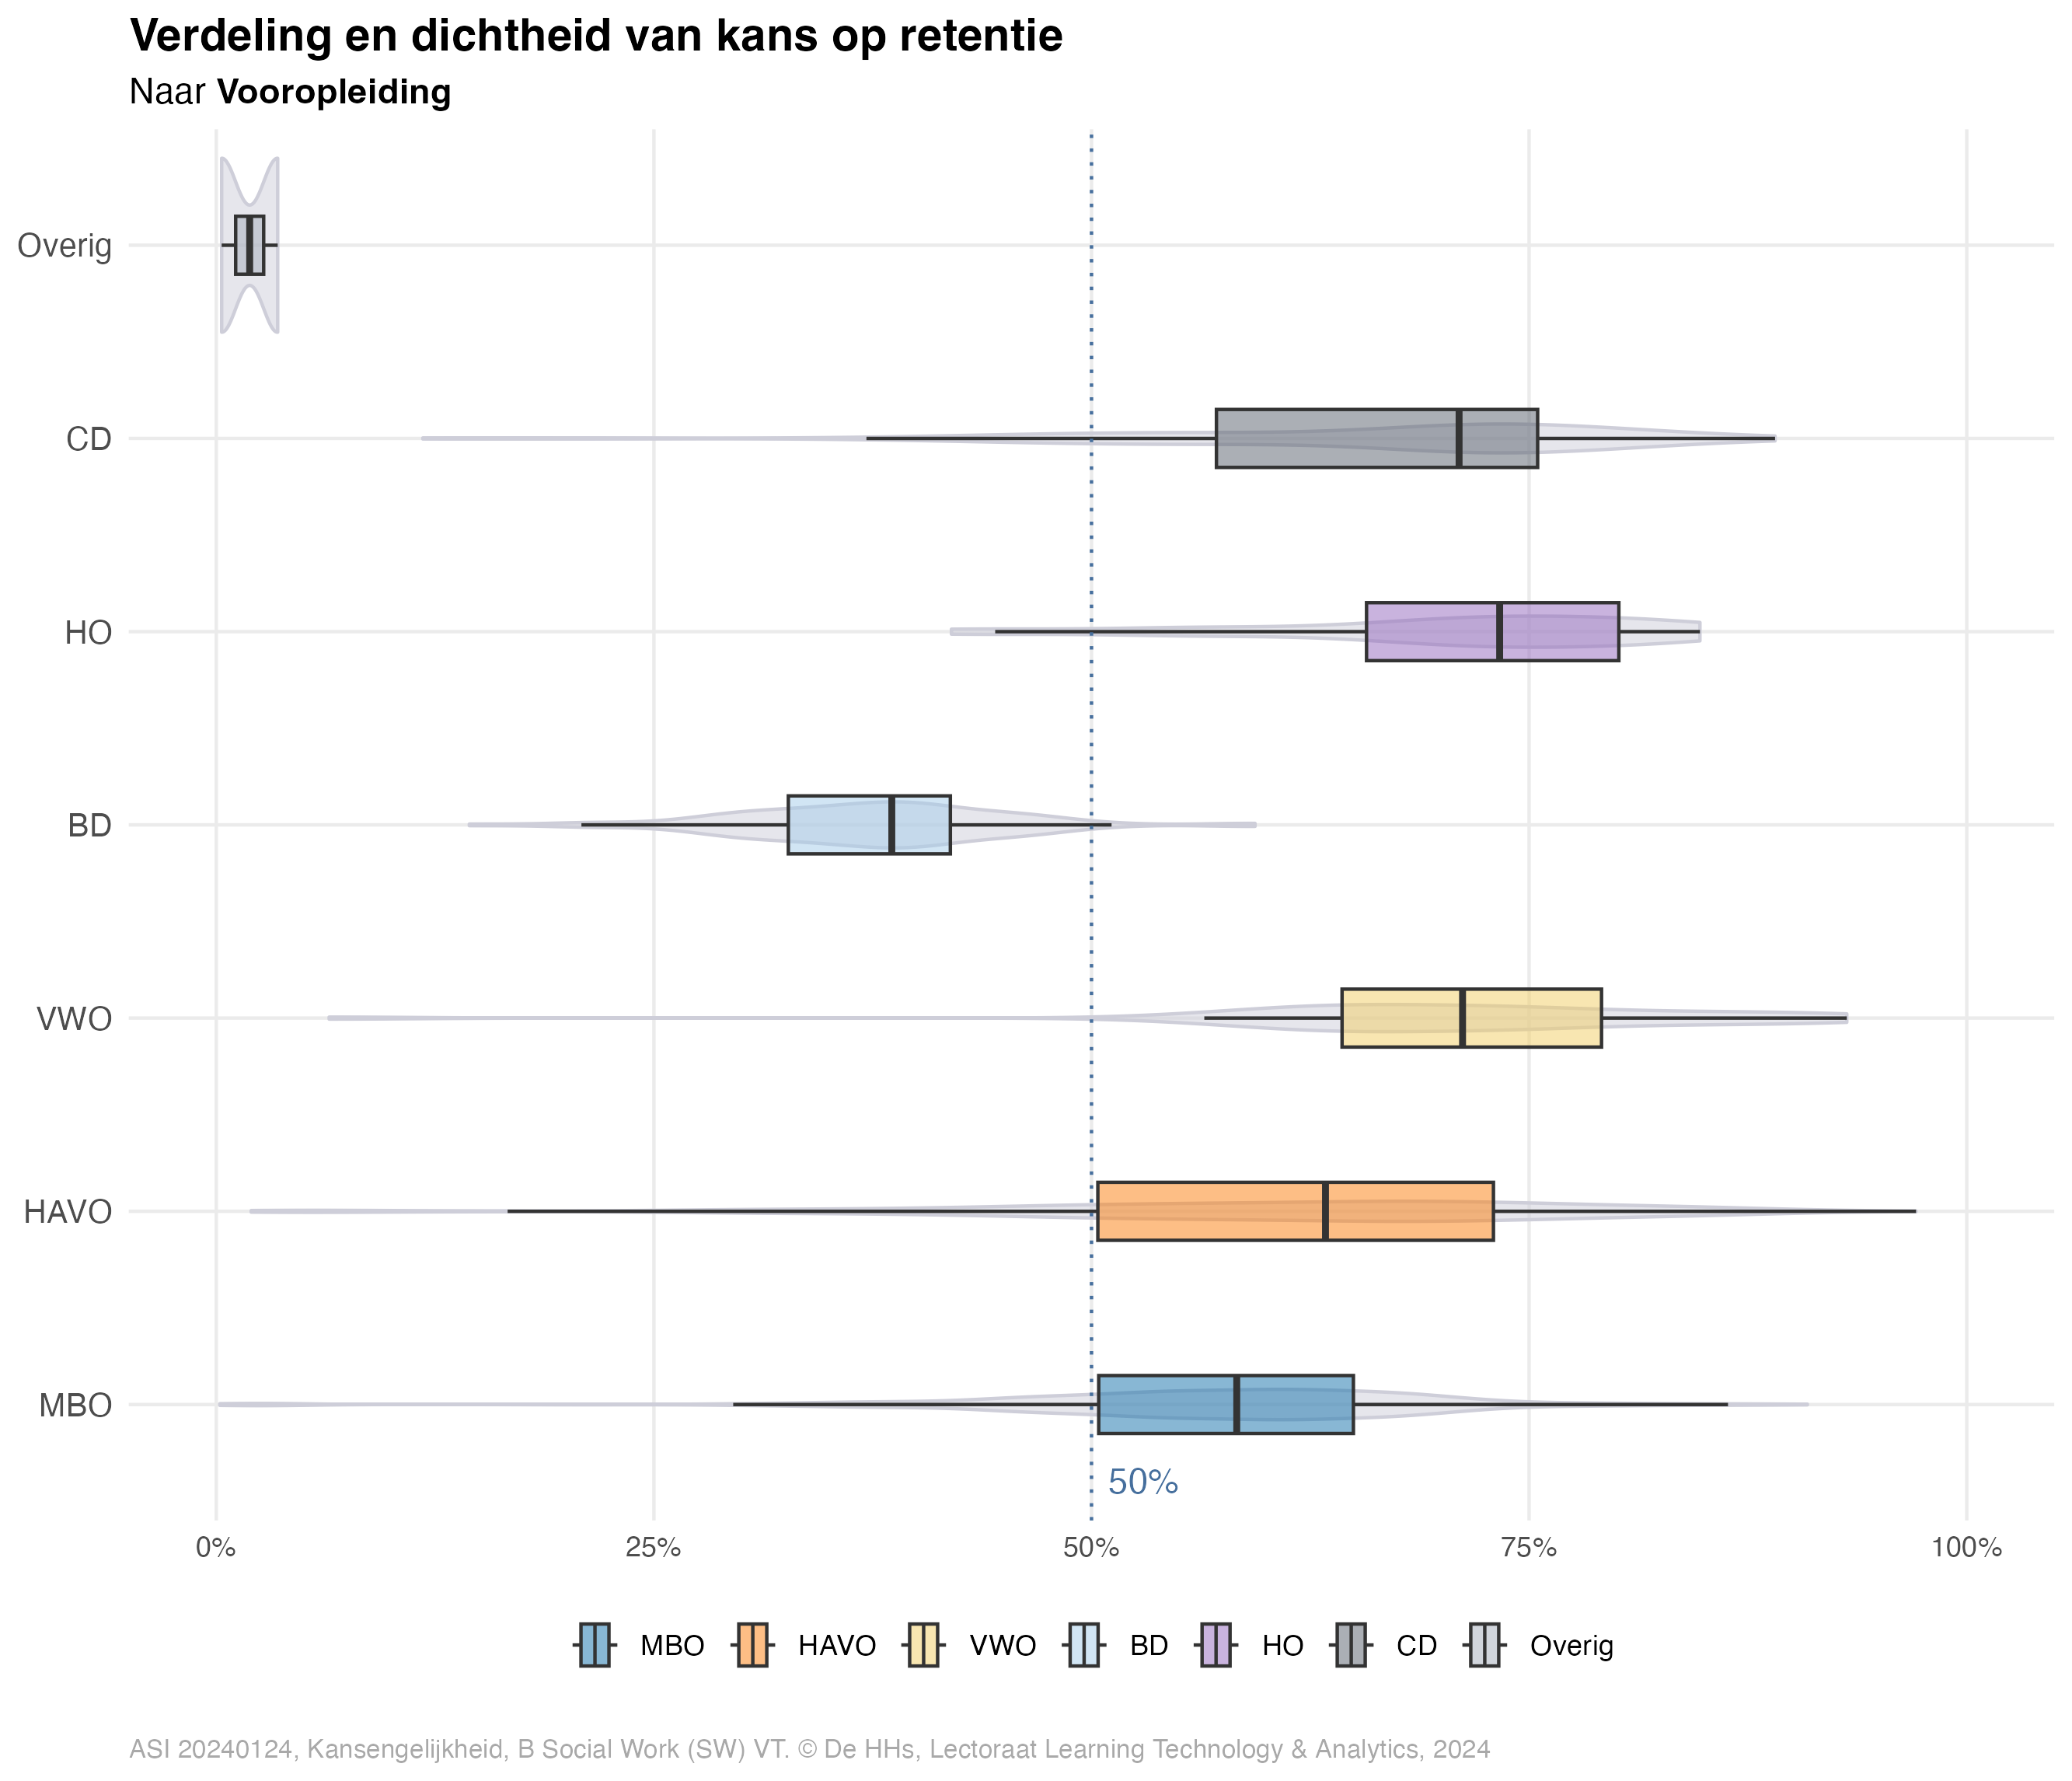 Verdeling en dichtheid van kans op retentie
Naar Vooropleiding
Overig
CD
HO
BD
VWO
HAVO
MBO
50%
0% 25% 50% 75% 100%
MBO HAVO VWO BD HO CD Overig
ASI 20240124, Kansengelijkheid, B Social Work (SW) VT. © De HHs, Lectoraat Learning Technology & Analytics, 2024